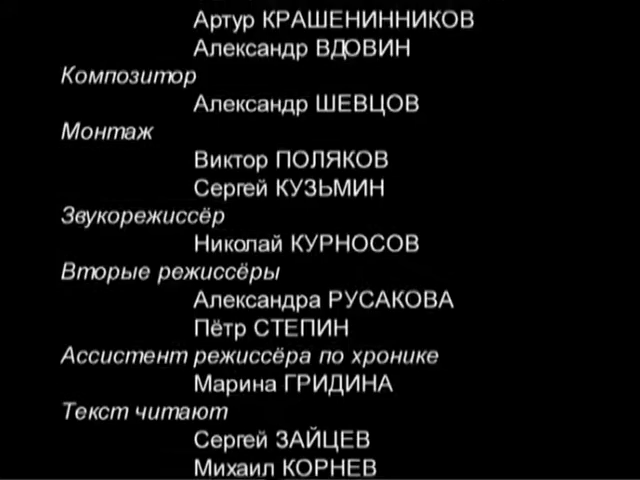 Артур КРАШЕНИННИКОВ
Александр ВДОВИН
Композитор
Александр ШЕВЦОВ
Монтаж
Виктор ПОЛЯКОВ
Сергей КУЗЬМИН
Звукорежиссёр
Николай КУРНОСОВ
Вторые режиссёры
Александра РУСАКОВА
Пётр СТЕПИН
Ассистент режиссёра по хронике
Марина ГРИДИНА
Текст читают
Сергей ЗАЙЦЕВ
Михаил КОРНЕВ